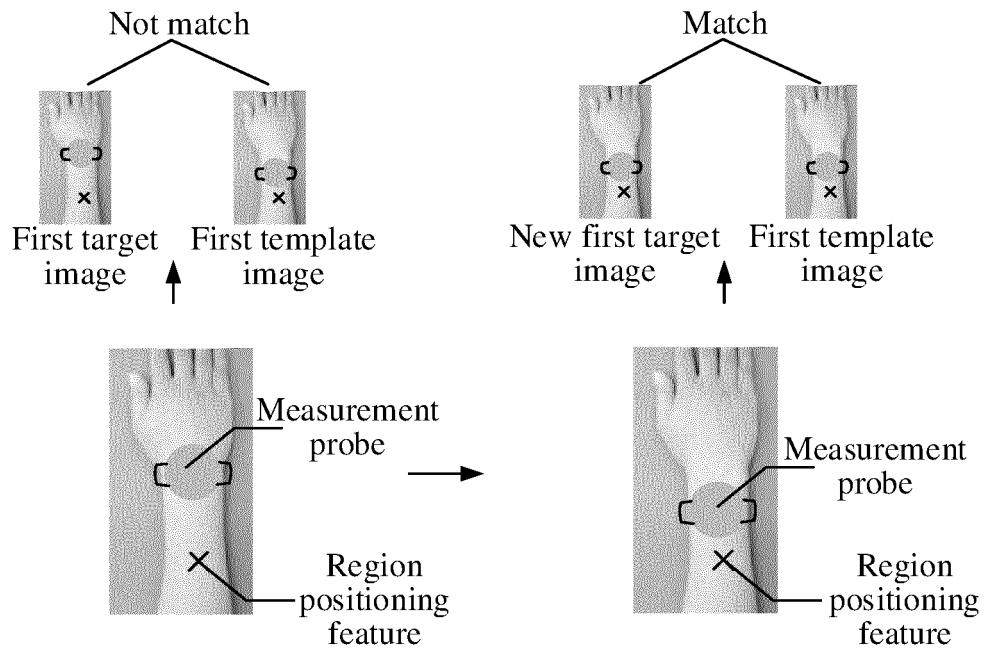 Not match
First target
image
First template
image
Measurement
probe
Region
positioning
feature
Match
New first target
image
First template
image
Measurement
probe
Region
positioning
feature